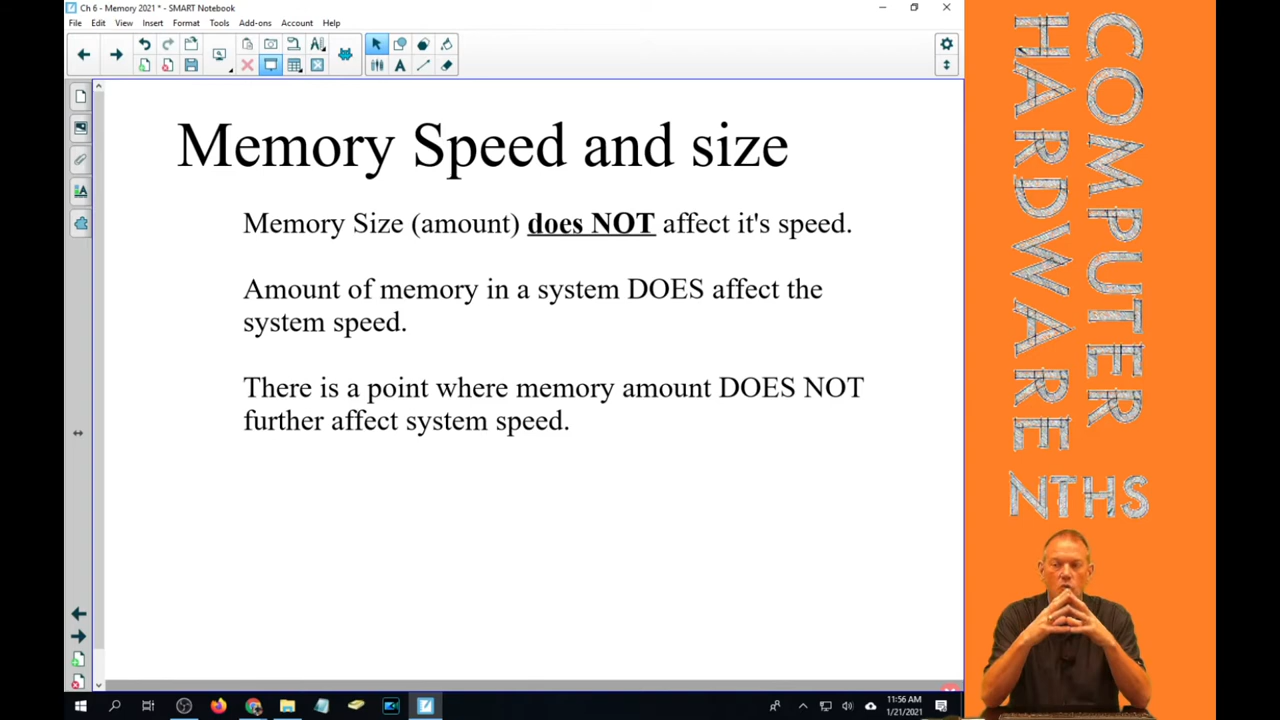 Ch 6 - Memory 2021 * - SMART Notebook
File Edit View Insert Format Tools Add-ons Account Help
Memory Speed and size
Memory Size (amount) does NOT affect it's speed.
Amount of memory in a system DOES affect the
system speed.
There is a point where memory amount DOES NOT
further affect system speed.
COMPUTER
HARDWARE
NTHS
11:56 AM
1/21/2021